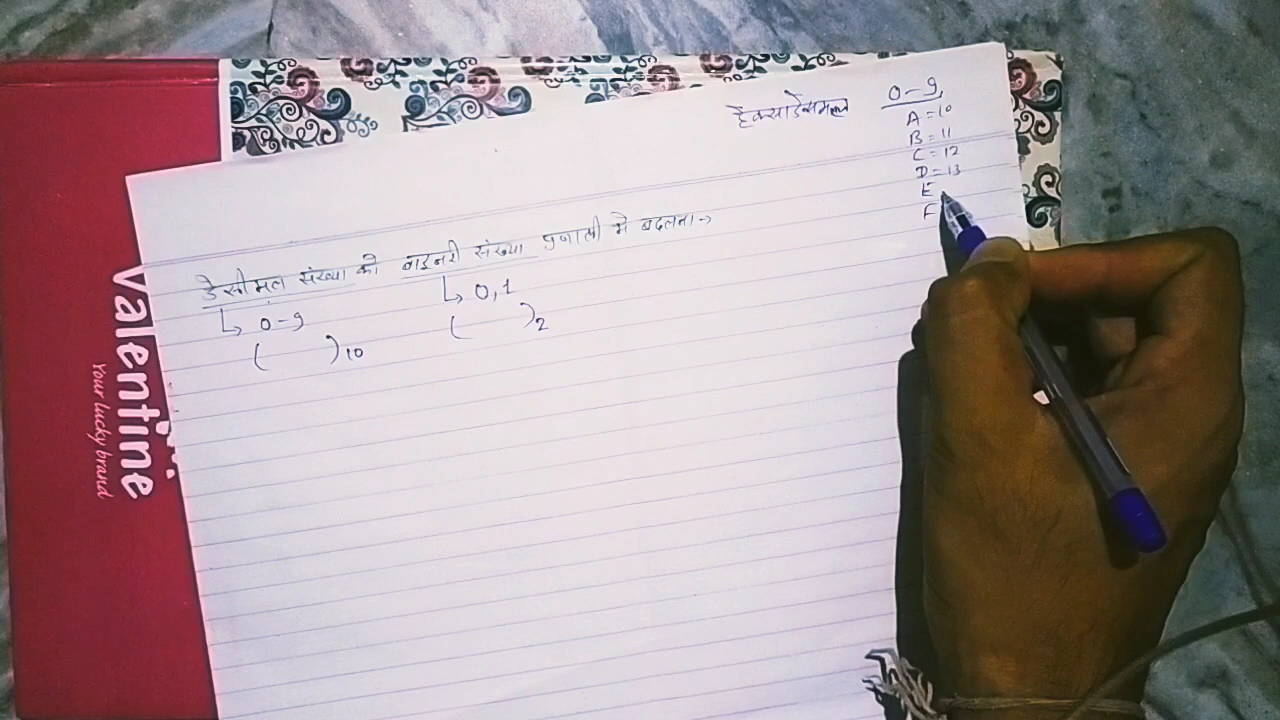 हैक्साडेसमल 0-9
A = 10
B = 11
C = 12
D = 13
E
F
डेसीमल संख्या को बाइनरी संख्या प्रणाली मे बदलना →
↳ 0-9
↳ 0,1
( )10
( )2
valentine
Your lucky brand